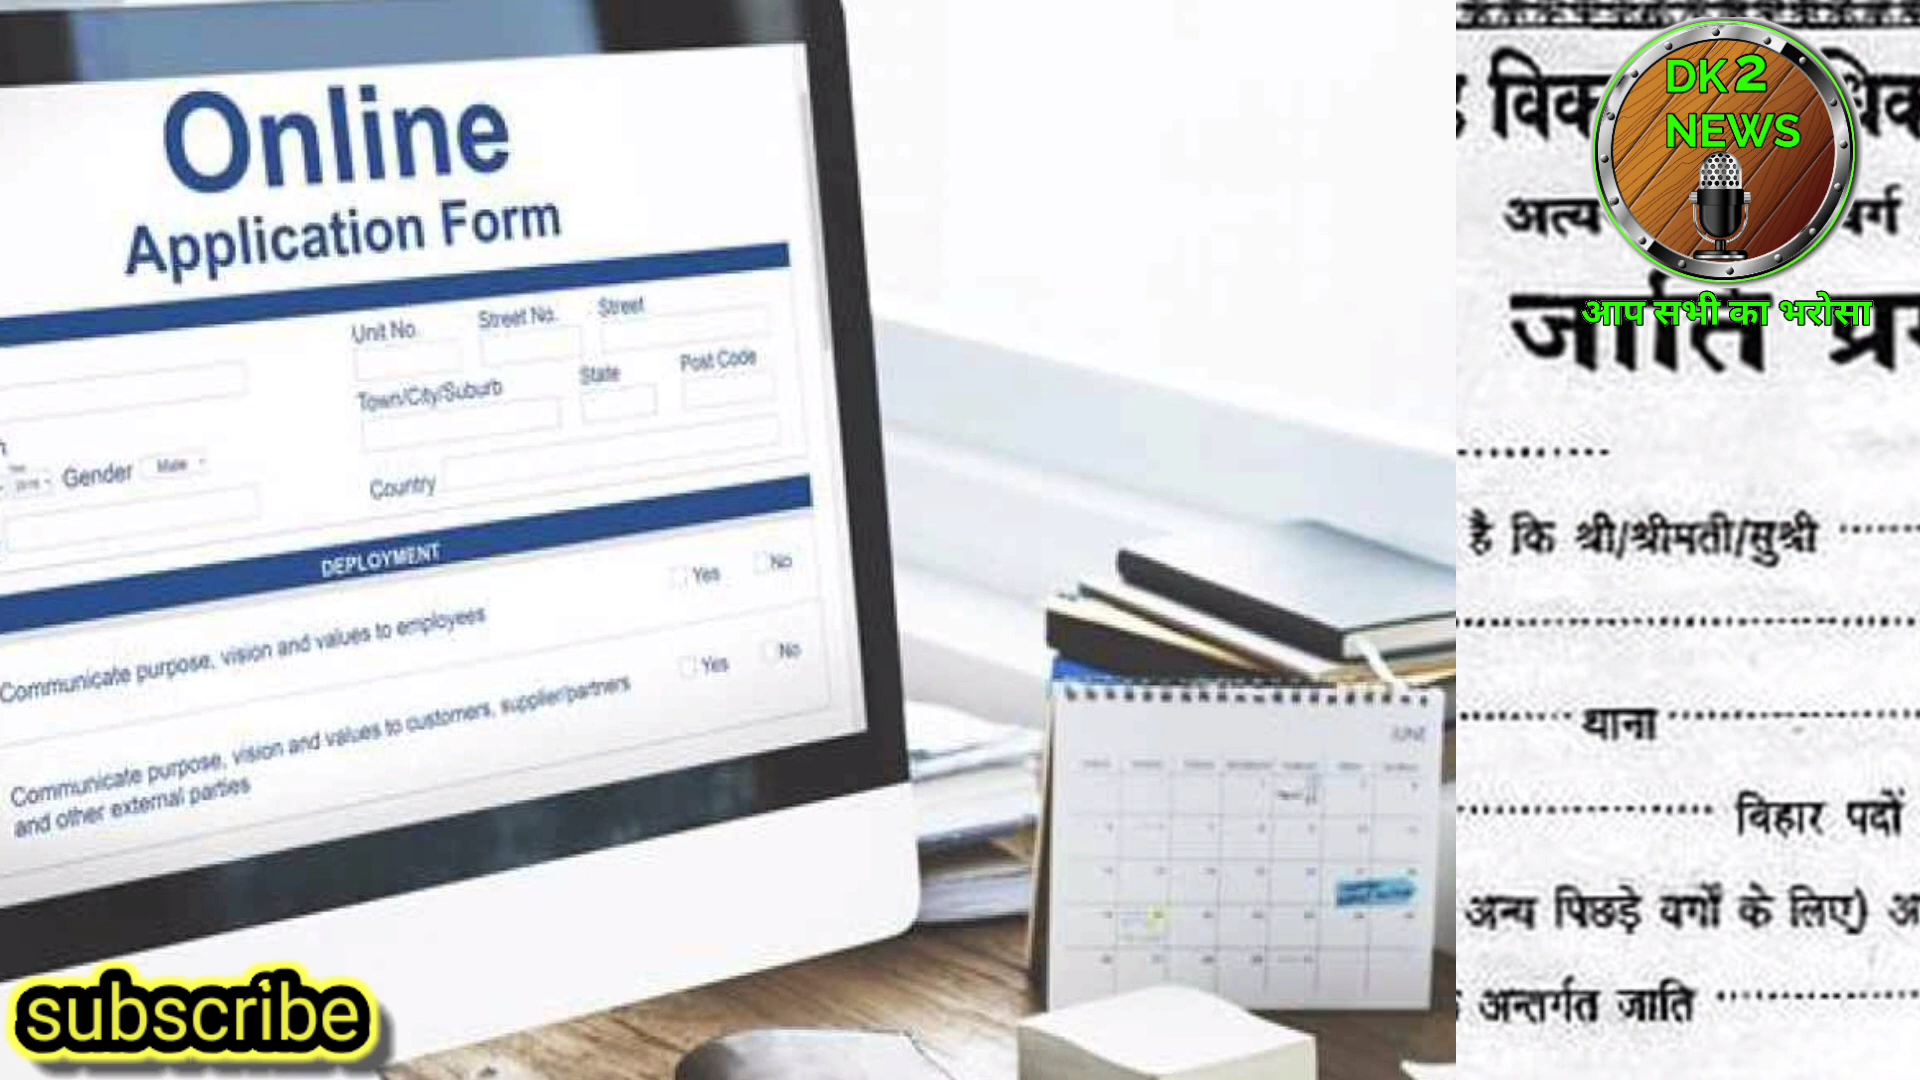 Online
Application Form
Unit No.
Street No.
Street
Town/City/Suburb
State
Post Code
Gender
Male
Country
DEPLOYMENT
Communicate purpose, vision and values to employees
Yes
No
Communicate purpose, vision and values to customers, supplier/partners
and other external parties
Yes
No
JUNE
subscribe
DK2
NEWS
आप सभी का भरोसा
जाति
है कि श्री/श्रीमती/सुश्री
थाना
बिहार पदों
अन्य पिछड़े वर्गो के लिए)
अन्तर्गत जाति